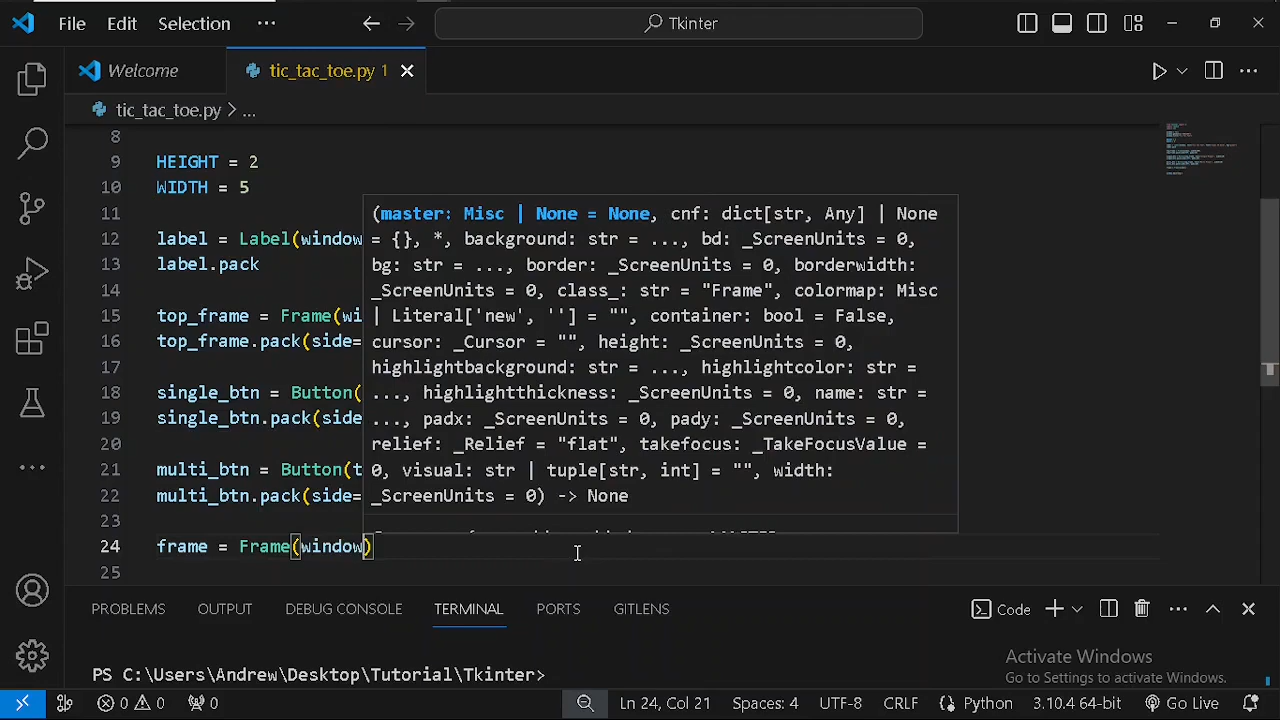 File Edit Selection ··· Tkinter
Welcome tic_tac_toe.py 1
tic_tac_toe.py > ...
8
9 HEIGHT = 2
10 WIDTH = 5
11
12 label = Label(window
13 label.pack
14
15 top_frame = Frame(wi
16 top_frame.pack(side=
17
18 single_btn = Button(
19 single_btn.pack(side
20
21 multi_btn = Button(t
22 multi_btn.pack(side=
23
24 frame = Frame(window)
25
(master: Misc | None = None, cnf: dict[str, Any] | None
= {}, *, background: str = ..., bd: _ScreenUnits = 0,
bg: str = ..., border: _ScreenUnits = 0, borderwidth:
_ScreenUnits = 0, class_: str = "Frame", colormap: Misc
| Literal['new', ''] = "", container: bool = False,
cursor: _Cursor = "", height: _ScreenUnits = 0,
highlightbackground: str = ..., highlightcolor: str =
..., highlightthickness: _ScreenUnits = 0, name: str =
..., padx: _ScreenUnits = 0, pady: _ScreenUnits = 0,
relief: _Relief = "flat", takefocus: _TakeFocusValue =
0, visual: str | tuple[str, int] = "", width:
_ScreenUnits = 0) -> None
PROBLEMS OUTPUT DEBUG CONSOLE TERMINAL PORTS GITLENS Code
PS C:\Users\Andrew\Desktop\Tutorial\Tkinter>
Activate Windows
Go to Settings to activate Windows.
0 0 0 Ln 24, Col 21 Spaces: 4 UTF-8 CRLF Python 3.10.4 64-bit Go Live